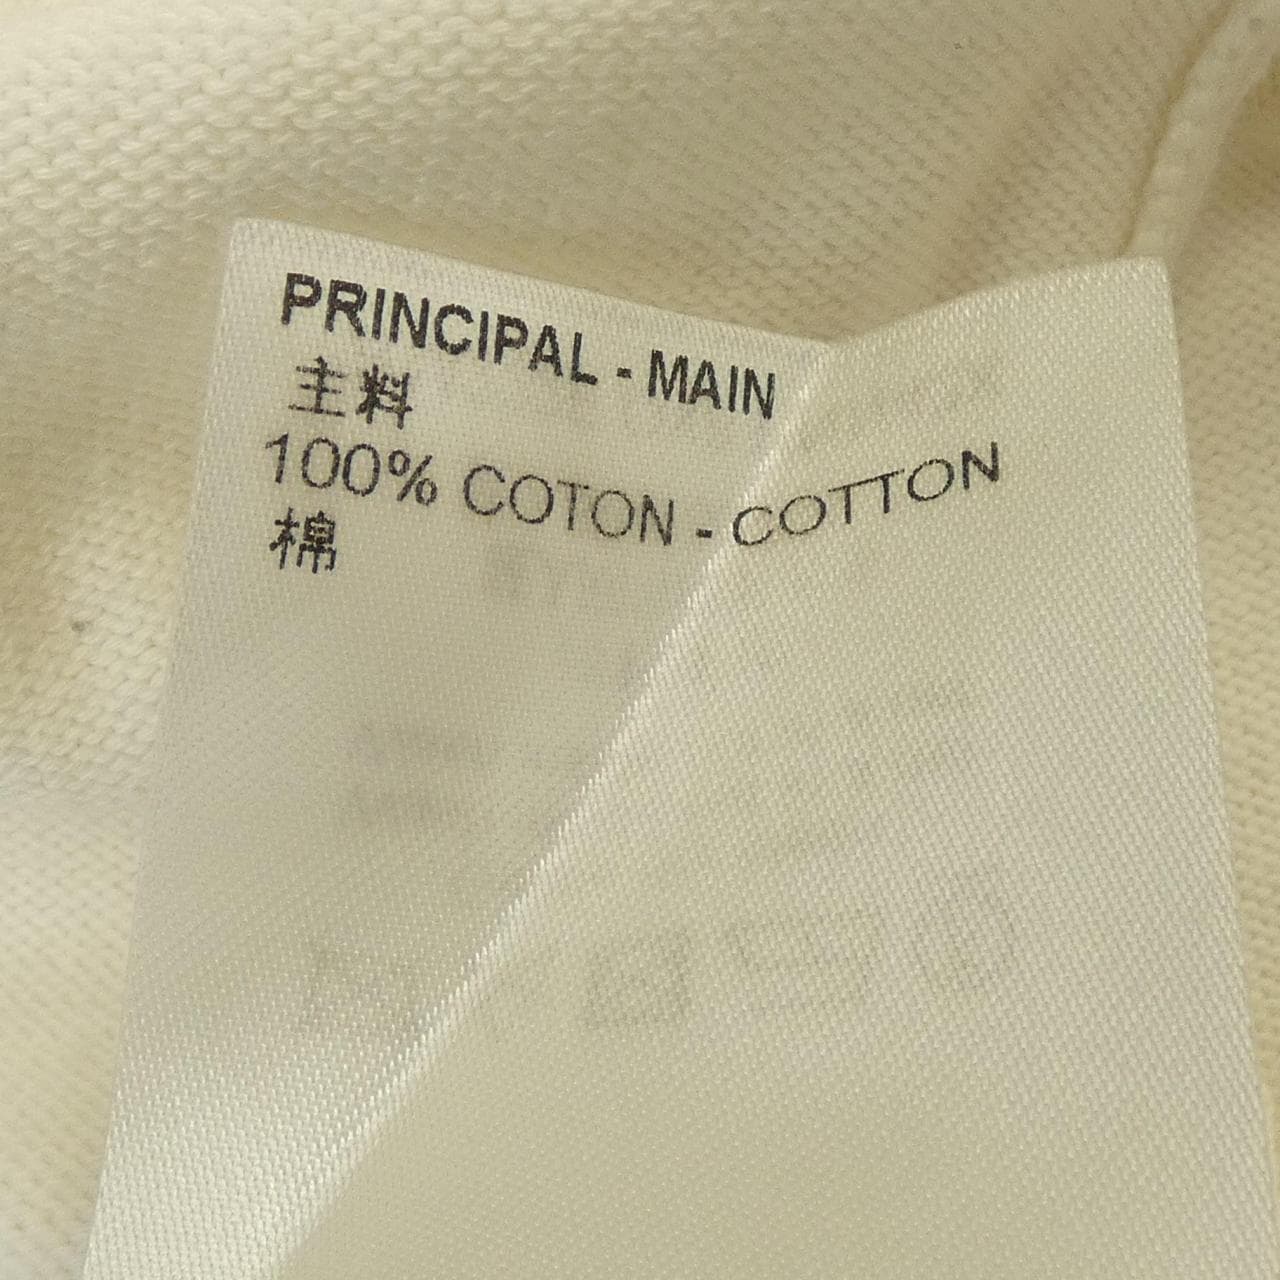 PRINCIPAL - MAIN
主料
100% COTON - COTTON
棉